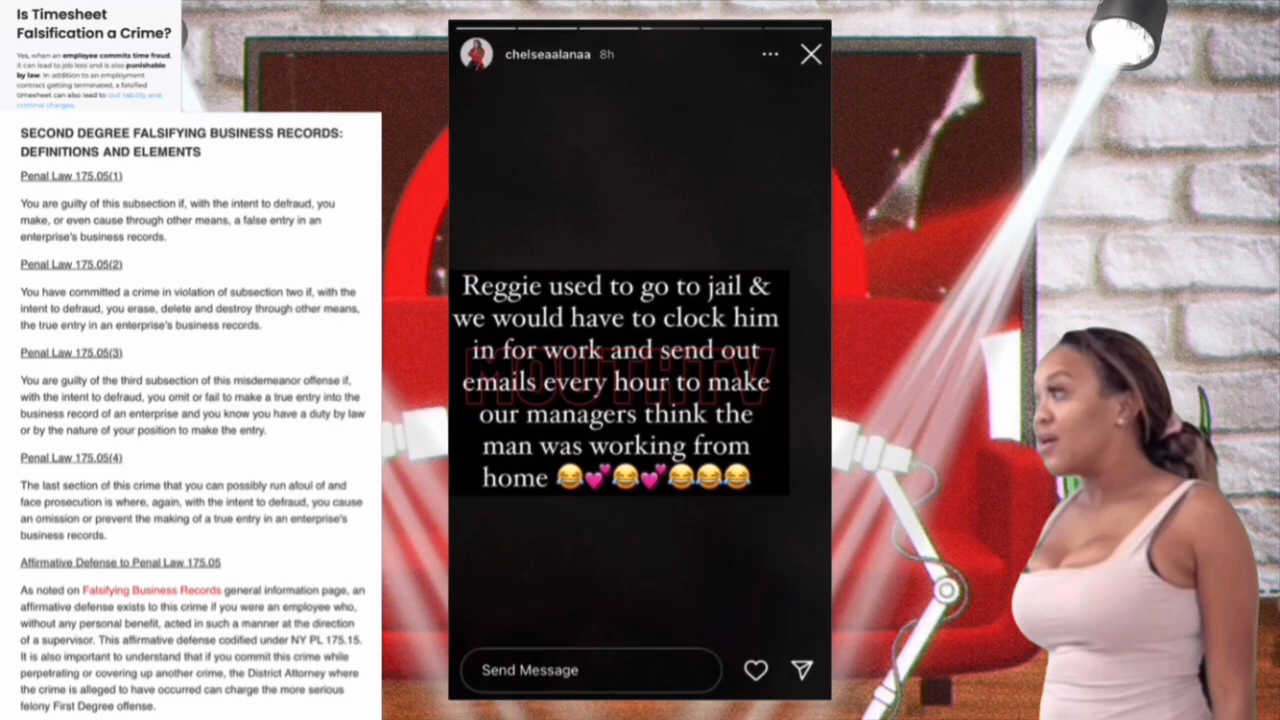 Is Timesheet
Falsification a Crime?
Yes, when an employee commits time fraud,
it can lead to job loss and is also punishable
by law. In addition to an employment
contract getting terminated, a falsified
timesheet can also lead to civil liability and
criminal charges.
SECOND DEGREE FALSIFYING BUSINESS RECORDS:
DEFINITIONS AND ELEMENTS
Penal Law 175.05(1)
You are guilty of this subsection if, with the intent to defraud, you
make, or even cause through other means, a false entry in an
enterprise's business records.
Penal Law 175.05(2)
You have committed a crime in violation of subsection two if, with the
intent to defraud, you erase, delete and destroy through other means,
the true entry in an enterprise's business records.
Penal Law 175.05(3)
You are guilty of the third subsection of this misdemeanor offense if,
with the intent to defraud, you omit or fail to make a true entry into the
business record of an enterprise and you know you have a duty by law
or by the nature of your position to make the entry.
Penal Law 175.05(4)
The last section of this crime that you can possibly run afoul of and
face prosecution is where, again, with the intent to defraud, you cause
an omission or prevent the making of a true entry in an enterprise's
business records.
Affirmative Defense to Penal Law 175.05
As noted on Falsifying Business Records general information page, an
affirmative defense exists to this crime if you were an employee who,
without any personal benefit, acted in such a manner at the direction
of a supervisor. This affirmative defense codified under NY PL 175.15.
It is also important to understand that if you commit this crime while
perpetrating or covering up another crime, the District Attorney where
the crime is alleged to have occurred can charge the more serious
felony First Degree offense.
chelseaalanaa 8h
Reggie used to go to jail &
we would have to clock him
in for work and send out
emails every hour to make
our managers think the
man was working from
home 😂💕😂💕😂😂😂
MOUTHTV
Send Message